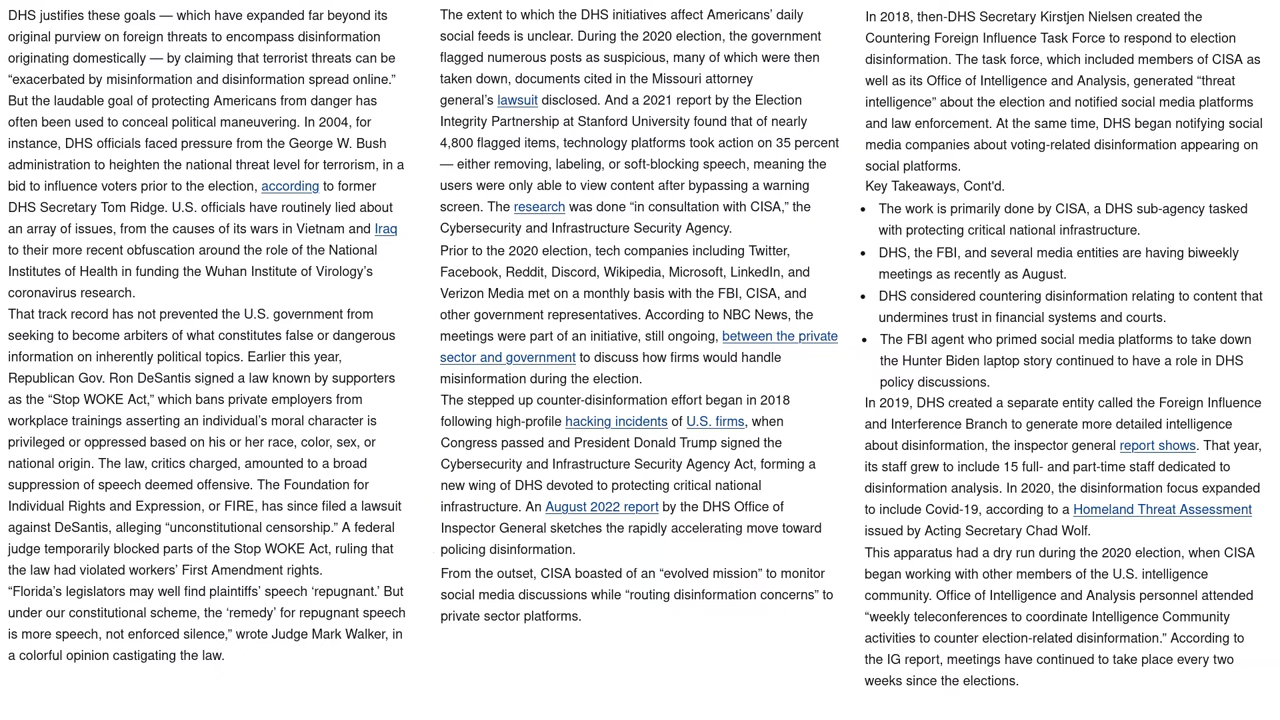 DHS justifies these goals — which have expanded far beyond its
original purview on foreign threats to encompass disinformation
originating domestically — by claiming that terrorist threats can be
“exacerbated by misinformation and disinformation spread online.”
But the laudable goal of protecting Americans from danger has
often been used to conceal political maneuvering. In 2004, for
instance, DHS officials faced pressure from the George W. Bush
administration to heighten the national threat level for terrorism, in a
bid to influence voters prior to the election, according to former
DHS Secretary Tom Ridge. U.S. officials have routinely lied about
an array of issues, from the causes of its wars in Vietnam and Iraq
to their more recent obfuscation around the role of the National
Institutes of Health in funding the Wuhan Institute of Virology’s
coronavirus research.
That track record has not prevented the U.S. government from
seeking to become arbiters of what constitutes false or dangerous
information on inherently political topics. Earlier this year,
Republican Gov. Ron DeSantis signed a law known by supporters
as the “Stop WOKE Act,” which bans private employers from
workplace trainings asserting an individual’s moral character is
privileged or oppressed based on his or her race, color, sex, or
national origin. The law, critics charged, amounted to a broad
suppression of speech deemed offensive. The Foundation for
Individual Rights and Expression, or FIRE, has since filed a lawsuit
against DeSantis, alleging “unconstitutional censorship.” A federal
judge temporarily blocked parts of the Stop WOKE Act, ruling that
the law had violated workers’ First Amendment rights.
“Florida’s legislators may well find plaintiffs’ speech ‘repugnant.’ But
under our constitutional scheme, the ‘remedy’ for repugnant speech
is more speech, not enforced silence,” wrote Judge Mark Walker, in
a colorful opinion castigating the law.
The extent to which the DHS initiatives affect Americans’ daily
social feeds is unclear. During the 2020 election, the government
flagged numerous posts as suspicious, many of which were then
taken down, documents cited in the Missouri attorney
general’s lawsuit disclosed. And a 2021 report by the Election
Integrity Partnership at Stanford University found that of nearly
4,800 flagged items, technology platforms took action on 35 percent
— either removing, labeling, or soft-blocking speech, meaning the
users were only able to view content after bypassing a warning
screen. The research was done “in consultation with CISA,” the
Cybersecurity and Infrastructure Security Agency.
Prior to the 2020 election, tech companies including Twitter,
Facebook, Reddit, Discord, Wikipedia, Microsoft, LinkedIn, and
Verizon Media met on a monthly basis with the FBI, CISA, and
other government representatives. According to NBC News, the
meetings were part of an initiative, still ongoing, between the private
sector and government to discuss how firms would handle
misinformation during the election.
The stepped up counter-disinformation effort began in 2018
following high-profile hacking incidents of U.S. firms, when
Congress passed and President Donald Trump signed the
Cybersecurity and Infrastructure Security Agency Act, forming a
new wing of DHS devoted to protecting critical national
infrastructure. An August 2022 report by the DHS Office of
Inspector General sketches the rapidly accelerating move toward
policing disinformation.
From the outset, CISA boasted of an “evolved mission” to monitor
social media discussions while “routing disinformation concerns” to
private sector platforms.
In 2018, then-DHS Secretary Kirstjen Nielsen created the
Countering Foreign Influence Task Force to respond to election
disinformation. The task force, which included members of CISA as
well as its Office of Intelligence and Analysis, generated “threat
intelligence” about the election and notified social media platforms
and law enforcement. At the same time, DHS began notifying social
media companies about voting-related disinformation appearing on
social platforms.
Key Takeaways, Cont'd.
• The work is primarily done by CISA, a DHS sub-agency tasked
with protecting critical national infrastructure.
• DHS, the FBI, and several media entities are having biweekly
meetings as recently as August.
• DHS considered countering disinformation relating to content that
undermines trust in financial systems and courts.
• The FBI agent who primed social media platforms to take down
the Hunter Biden laptop story continued to have a role in DHS
policy discussions.
In 2019, DHS created a separate entity called the Foreign Influence
and Interference Branch to generate more detailed intelligence
about disinformation, the inspector general report shows. That year,
its staff grew to include 15 full- and part-time staff dedicated to
disinformation analysis. In 2020, the disinformation focus expanded
to include Covid-19, according to a Homeland Threat Assessment
issued by Acting Secretary Chad Wolf.
This apparatus had a dry run during the 2020 election, when CISA
began working with other members of the U.S. intelligence
community. Office of Intelligence and Analysis personnel attended
“weekly teleconferences to coordinate Intelligence Community
activities to counter election-related disinformation.” According to
the IG report, meetings have continued to take place every two
weeks since the elections.